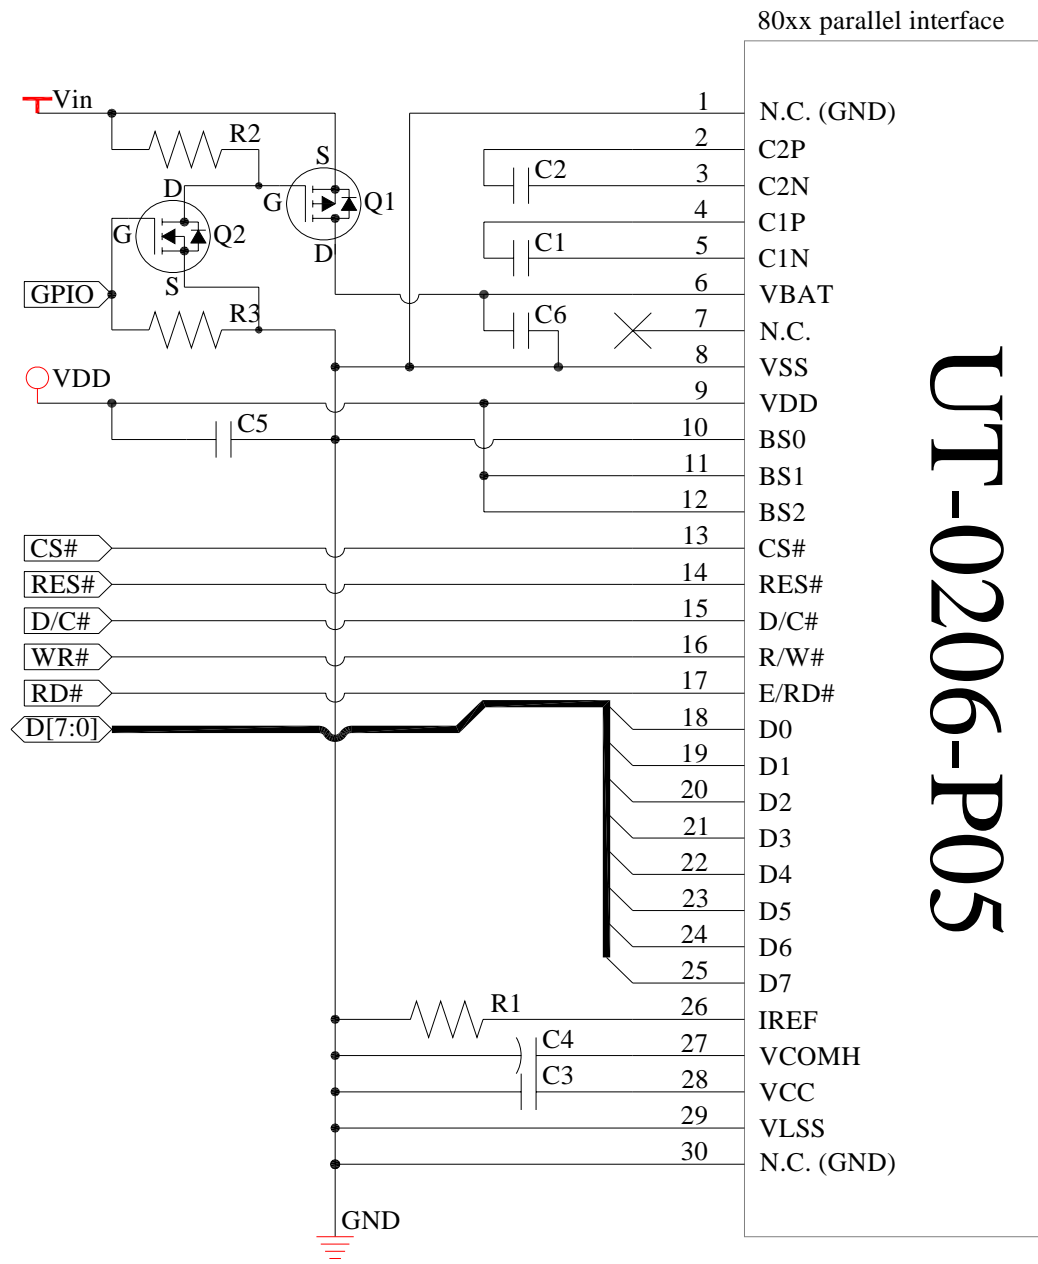 80xx parallel interface
Vin
R2
S
G
Q1
D
D
G
Q2
S
GPIO
R3
VDD
C5
C2
C1
C6
CS#
RES#
D/C#
WR#
RD#
D[7:0]
R1
C4
C3
GND
1 N.C. (GND)
2 C2P
3 C2N
4 C1P
5 C1N
6 VBAT
7 N.C.
8 VSS
9 VDD
10 BS0
11 BS1
12 BS2
13 CS#
14 RES#
15 D/C#
16 R/W#
17 E/RD#
18 D0
19 D1
20 D2
21 D3
22 D4
23 D5
24 D6
25 D7
26 IREF
27 VCOMH
28 VCC
29 VLSS
30 N.C. (GND)
UT-0206-P05